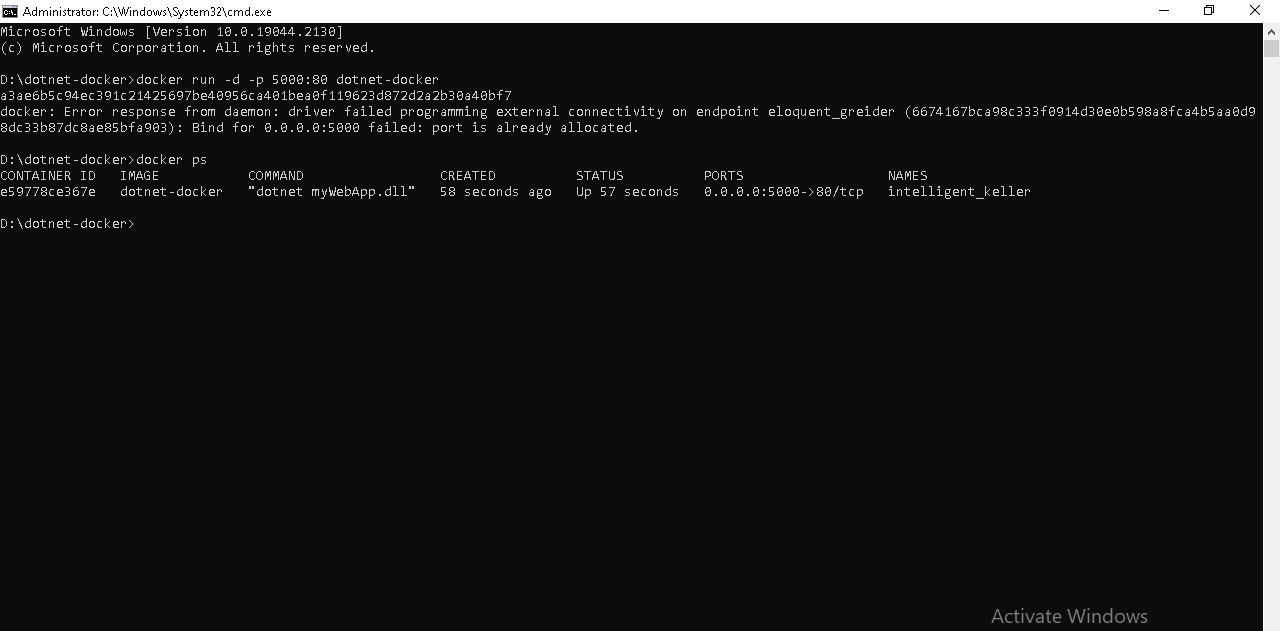 Administrator: C:\Windows\System32\cmd.exe
Microsoft Windows [Version 10.0.19044.2130]
(c) Microsoft Corporation. All rights reserved.
D:\dotnet-docker>docker run -d -p 5000:80 dotnet-docker
a3ae6b5c94ec391c21425697be40956ca401bea0f119623d872d2a2b30a40bf7
docker: Error response from daemon: driver failed programming external connectivity on endpoint eloquent_greider (6674167bca98c333f0914d30e0b598a8fca4b5aa0d9
8dc33b87dc8ae85bfa903): Bind for 0.0.0.0:5000 failed: port is already allocated.
D:\dotnet-docker>docker ps
CONTAINER ID   IMAGE           COMMAND                 CREATED          STATUS          PORTS                  NAMES
e59778ce367e   dotnet-docker   "dotnet myWebApp.dll"   58 seconds ago   Up 57 seconds   0.0.0.0:5000->80/tcp   intelligent_keller
D:\dotnet-docker>
Activate Windows